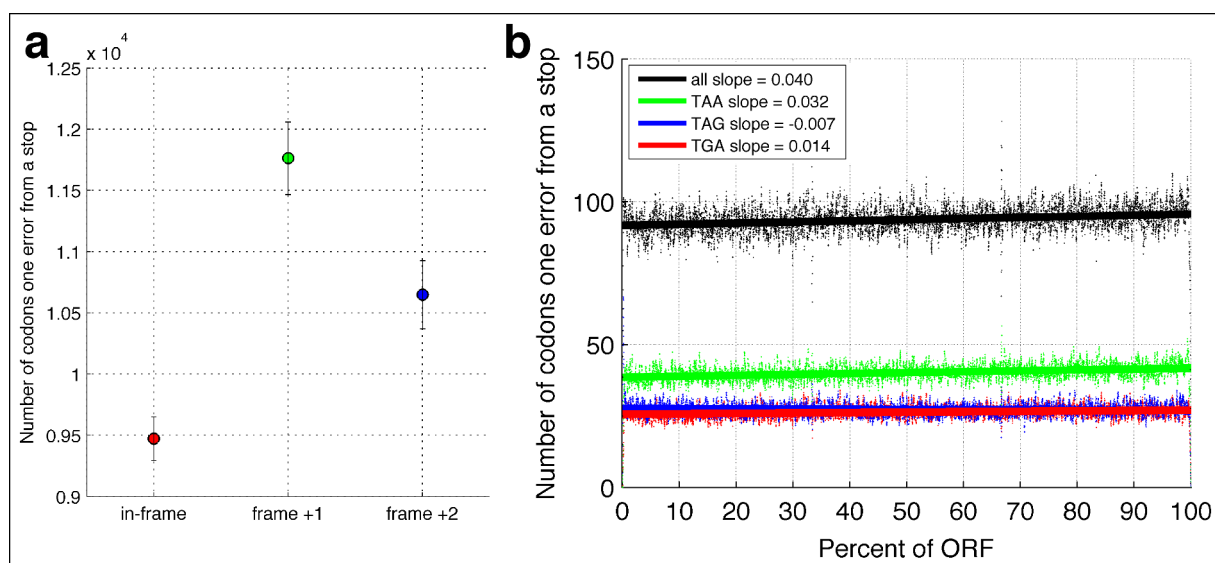 a
x 10⁴
1.25
1.2
1.15
1.1
1.05
1
0.95
0.9
Number of codons one error from a stop
in-frame
frame +1
frame +2
b
150
100
50
0
Number of codons one error from a stop
all slope = 0.040
TAA slope = 0.032
TAG slope = -0.007
TGA slope = 0.014
0 10 20 30 40 50 60 70 80 90 100
Percent of ORF